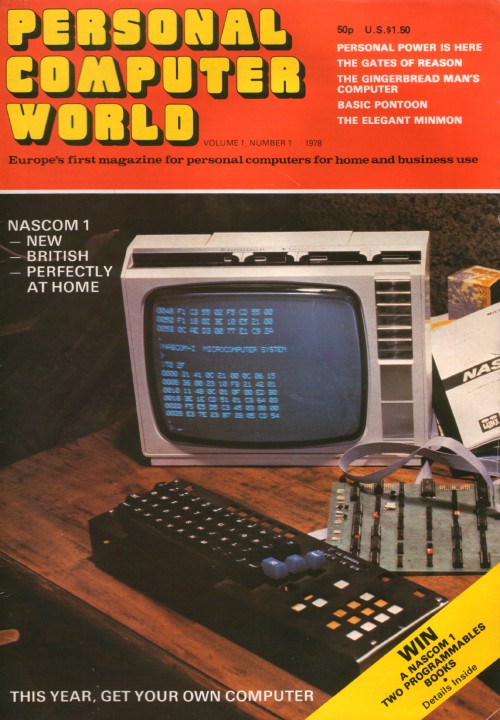 PERSONAL
COMPUTER
WORLD
VOLUME 1, NUMBER 1 1978
50p U.S.$1.50
PERSONAL POWER IS HERE
THE GATES OF REASON
THE GINGERBREAD MAN'S
COMPUTER
BASIC PONTOON
THE ELEGANT MINMON
Europe's first magazine for personal computers for home and business use
NASCOM 1
– NEW
– BRITISH
– PERFECTLY
AT HOME
NASCOM-1 MICROCOMPUTER SYSTEM
NAS
WIN
A NASCOM 1
TWO PROGRAMMABLES
BOOKS
Details Inside
THIS YEAR, GET YOUR OWN COMPUTER